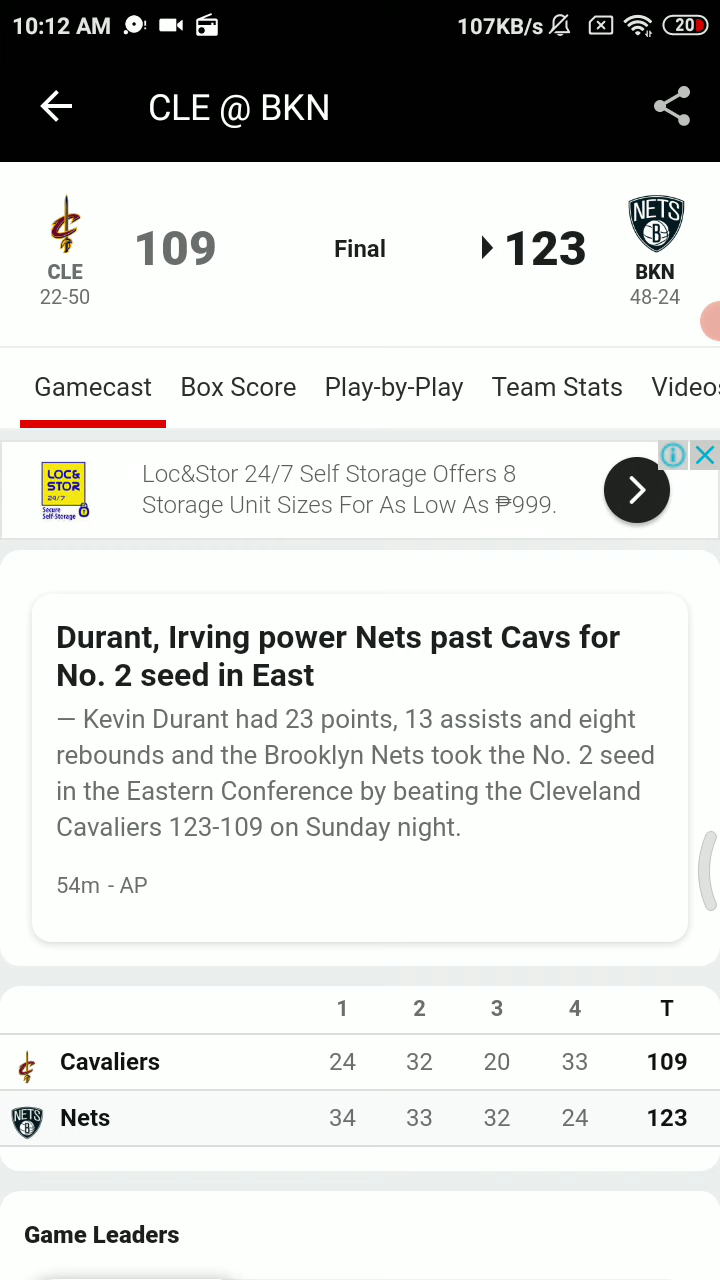 10:12 AM 107KB/s 20
CLE @ BKN
109 Final 123
NETS
B
CLE BKN
22-50 48-24
Gamecast Box Score Play-by-Play Team Stats Videos
LOC&
STOR
24/7
Secure
Self-Storage
Loc&Stor 24/7 Self Storage Offers 8
Storage Unit Sizes For As Low As ₱999.
Durant, Irving power Nets past Cavs for
No. 2 seed in East
— Kevin Durant had 23 points, 13 assists and eight
rebounds and the Brooklyn Nets took the No. 2 seed
in the Eastern Conference by beating the Cleveland
Cavaliers 123-109 on Sunday night.
54m - AP
1 2 3 4 T
Cavaliers 24 32 20 33 109
NETS B Nets 34 33 32 24 123
Game Leaders